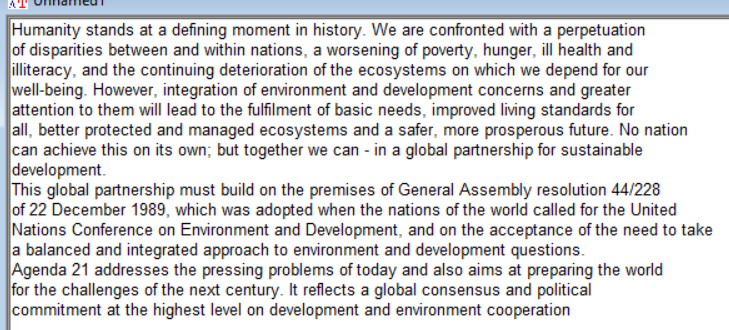 Unnamed1
Humanity stands at a defining moment in history. We are confronted with a perpetuation
of disparities between and within nations, a worsening of poverty, hunger, ill health and
illiteracy, and the continuing deterioration of the ecosystems on which we depend for our
well-being. However, integration of environment and development concerns and greater
attention to them will lead to the fulfilment of basic needs, improved living standards for
all, better protected and managed ecosystems and a safer, more prosperous future. No nation
can achieve this on its own; but together we can - in a global partnership for sustainable
development.
This global partnership must build on the premises of General Assembly resolution 44/228
of 22 December 1989, which was adopted when the nations of the world called for the United
Nations Conference on Environment and Development, and on the acceptance of the need to take
a balanced and integrated approach to environment and development questions.
Agenda 21 addresses the pressing problems of today and also aims at preparing the world
for the challenges of the next century. It reflects a global consensus and political
commitment at the highest level on development and environment cooperation